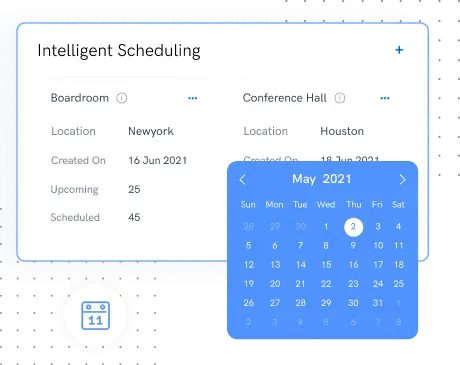 Intelligent Scheduling +
Boardroom
Location Newyork
Created On 16 Jun 2021
Upcoming 25
Scheduled 45
Conference Hall
Location Houston
Created On 18 Jun 2021
May 2021
Sun Mon Tue Wed Thu Fri Sat
28 29 30 1 2 3 4
5 6 7 8 9 10 11
12 13 14 15 16 17 18
19 20 21 22 23 24 25
26 27 28 29 30 31 1
2 3 4 5 6 7 8
11